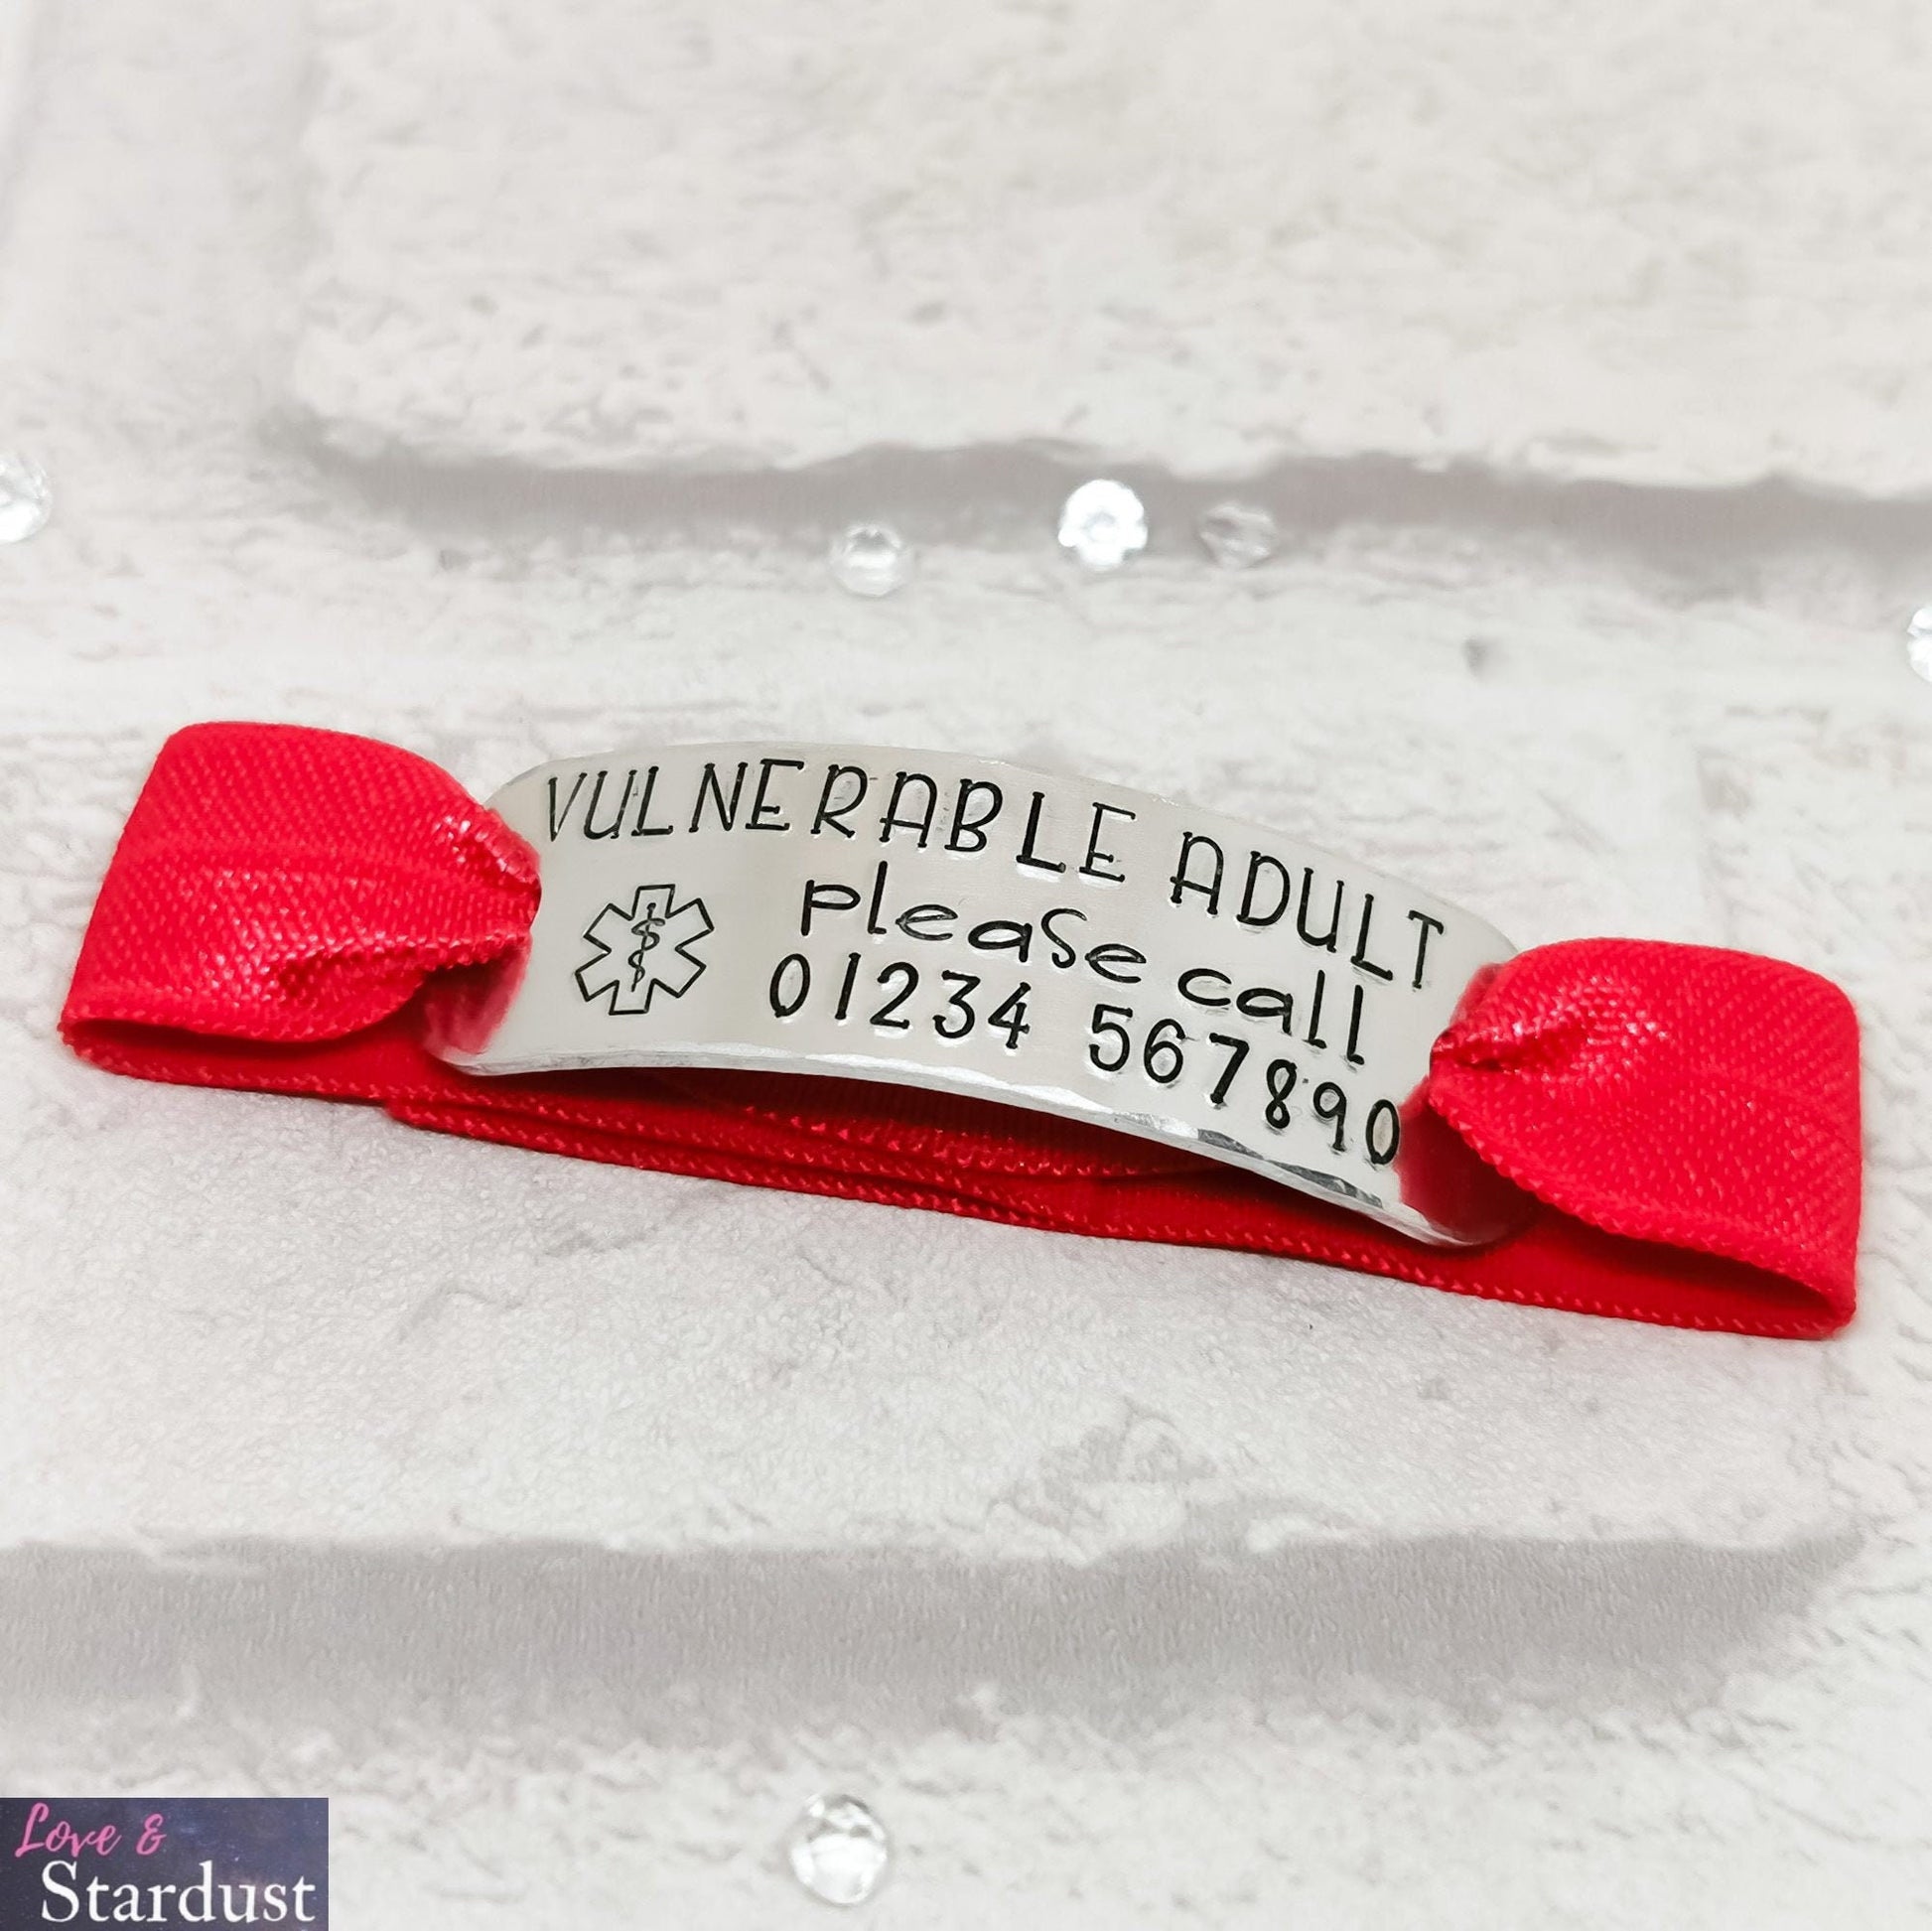 VULNERABLE ADULT
please call
01234 567890
Love &
Stardust